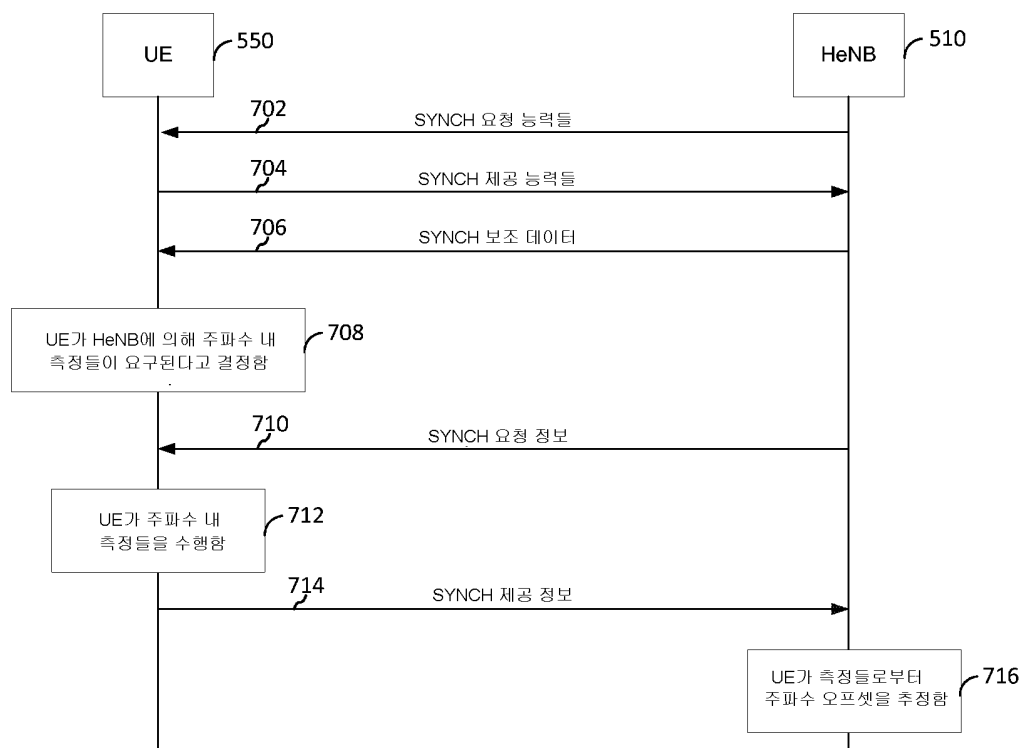 UE
550
HeNB
510
702
SYNCH 요청 능력들
704
SYNCH 제공 능력들
706
SYNCH 보조 데이터
UE가 HeNB에 의해 주파수 내
측정들이 요구된다고 결정함
708
710
SYNCH 요청 정보
UE가 주파수 내
측정들을 수행함
712
714
SYNCH 제공 정보
UE가 측정들로부터
주파수 오프셋을 추정함
716